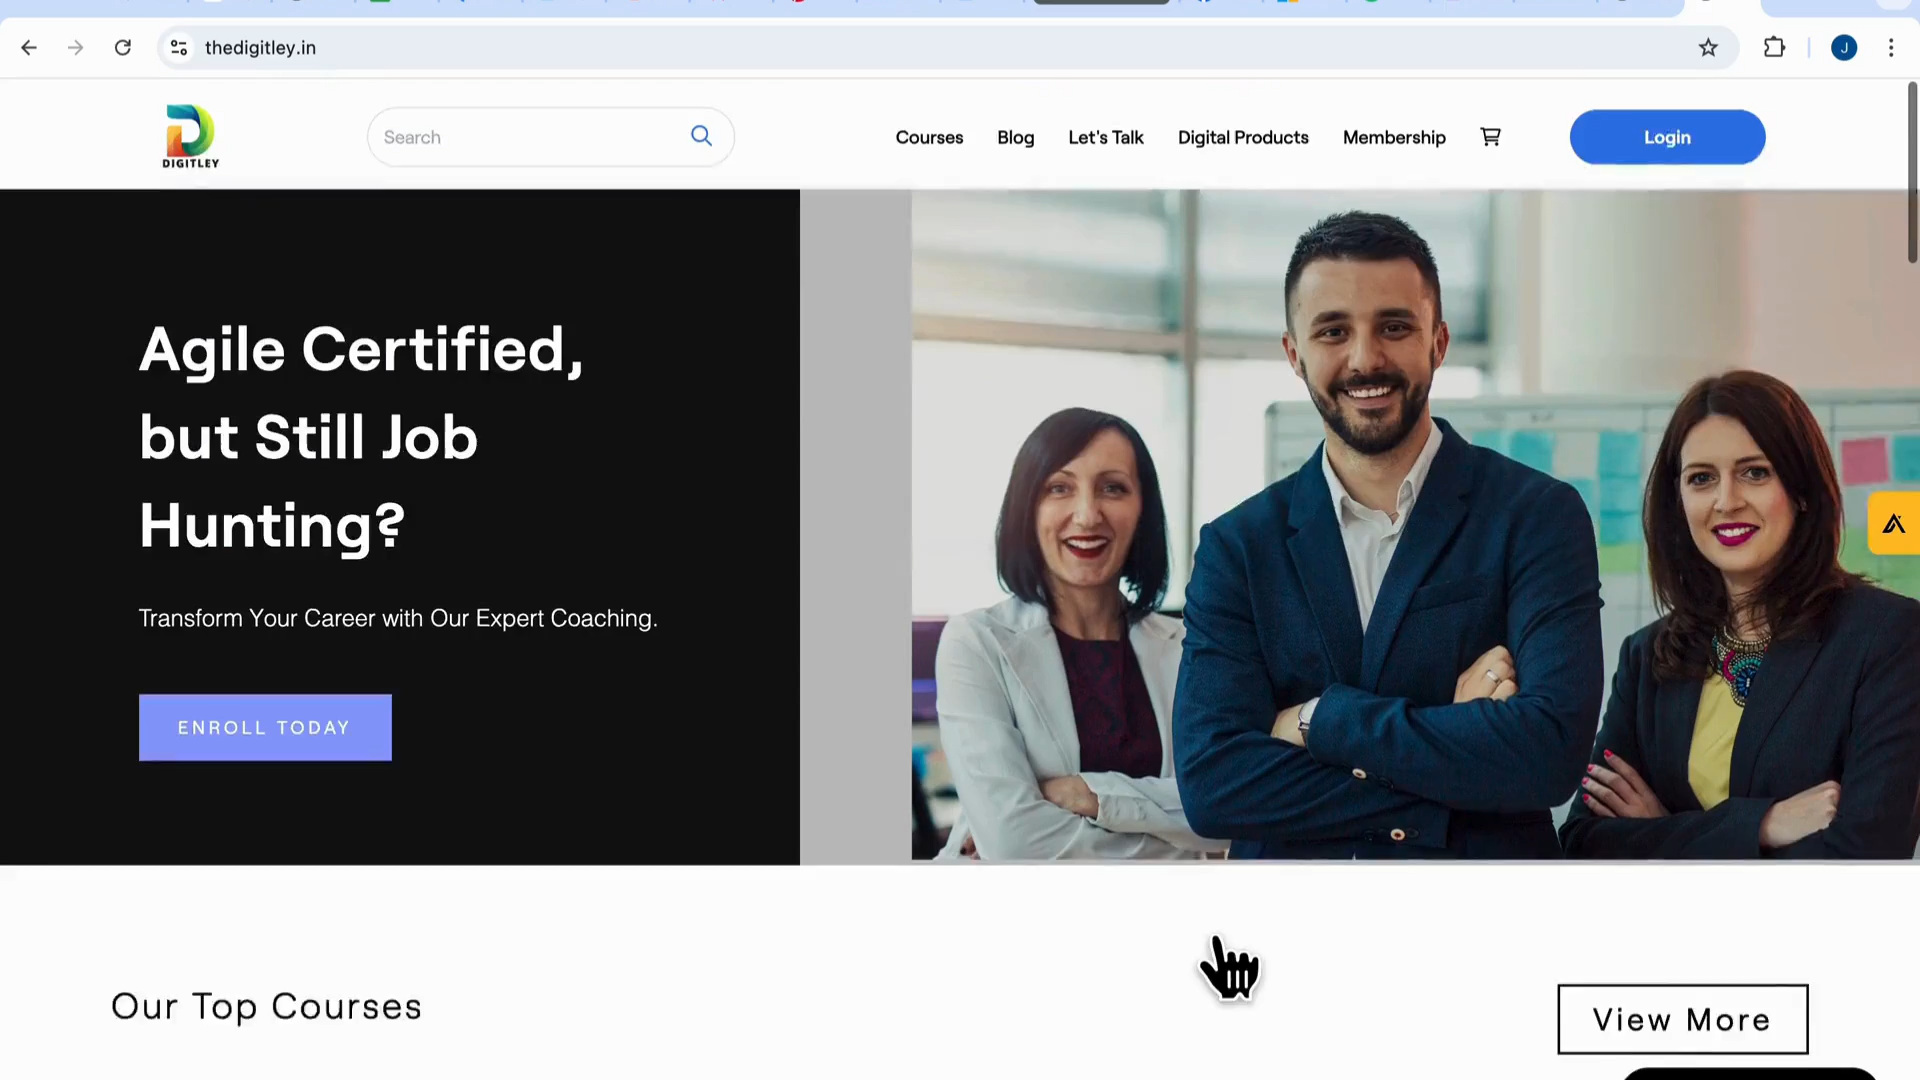 thedigitley.in
J
DIGITLEY
Search
Courses
Blog
Let's Talk
Digital Products
Membership
Login
Agile Certified,
but Still Job
Hunting?
Transform Your Career with Our Expert Coaching.
ENROLL TODAY
Our Top Courses
View More